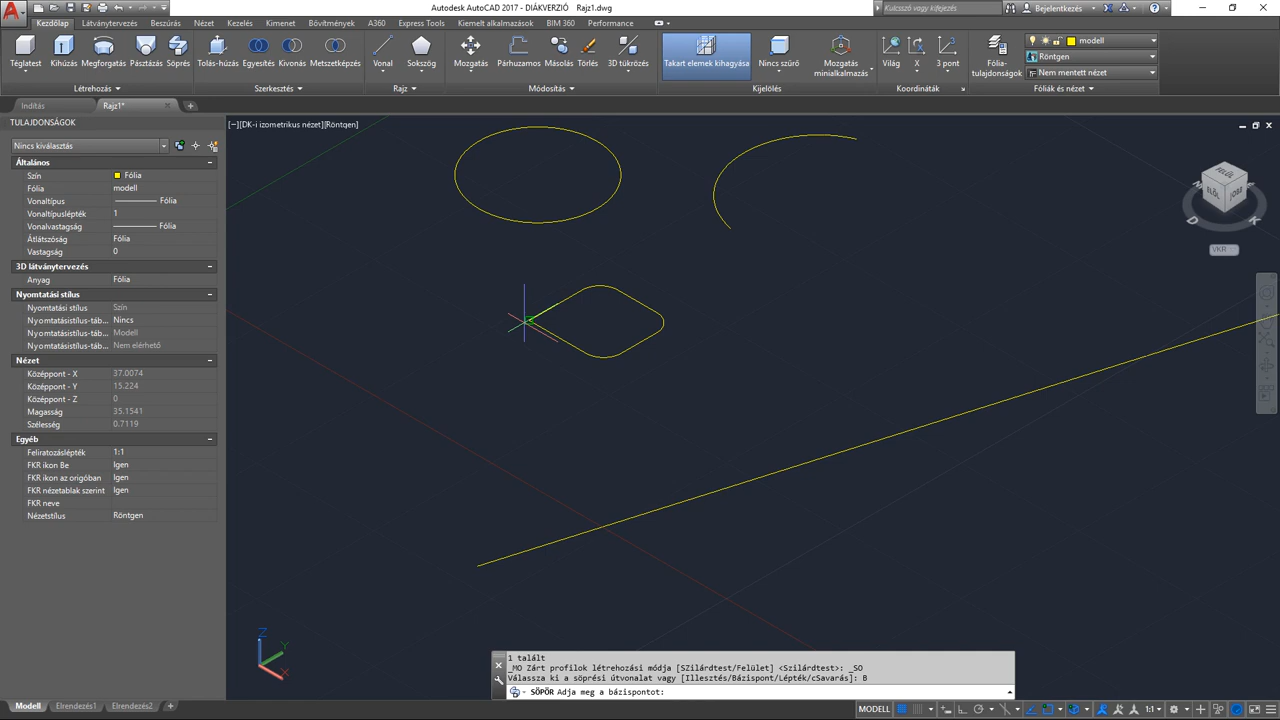 Autodesk AutoCAD 2017 - DIÁKVERZIÓ Rajz1.dwg
Kulcsszó vagy kifejezés
Bejelentkezés
Kezdőlap Látványtervezés Beszúrás Nézet Kezelés Kimenet Bővítmények A360 Express Tools Kiemelt alkalmazások BIM 360 Performance
Téglatest Kihúzás Megforgatás Pásztázás Söprés Tolás-húzás Egyesítés Kivonás Metszetképzés Vonal Sokszög Mozgatás Párhuzamos Másolás Törlés 3D tükrözés Takart elemek kihagyása Nincs szűrő Mozgatás minialkalmazás Világ X 3 pont Fólia-tulajdonságok
modell
Röntgen
Nem mentett nézet
Létrehozás Szerkesztés Rajz Módosítás Kijelölés Koordináták Fóliák és nézet
Indítás Rajz1*
TULAJDONSÁGOK
[−][DK-i izometrikus nézet][Röntgen]
Nincs kiválasztás
Általános
Szín Fólia
Fólia modell
Vonaltípus Fólia
Vonaltípuslépték 1
Vonalvastagság Fólia
Átlátszóság Fólia
Vastagság 0
3D látványtervezés
Anyag Fólia
Nyomtatási stílus
Nyomtatási stílus Szín
Nyomtatásistílus-táb... Nincs
Nyomtatásistílus-táb... Modell
Nyomtatásistílus-táb... Nem elérhető
Nézet
Középpont - X 37.0074
Középpont - Y 15.224
Középpont - Z 0
Magasság 35.1541
Szélesség 0.7119
Egyéb
Feliratozáslépték 1:1
FKR ikon Be Igen
FKR ikon az origóban Igen
FKR nézetablak szerint Igen
FKR neve
Nézetstílus Röntgen
FELÜL
ELÖL
JOBB
D
K
VKR
Z
Y
X
1 talált
_MO Zárt profilok létrehozási módja [SZilárdtest/Felület] <Szilárdtest>: _SO
Válassza ki a söprési útvonalat vagy [Illesztés/Bázispont/Lépték/cSavarás]: B
SÖPÖR Adja meg a bázispontot:
Modell Elrendezés1 Elrendezés2 +
MODELL
1:1